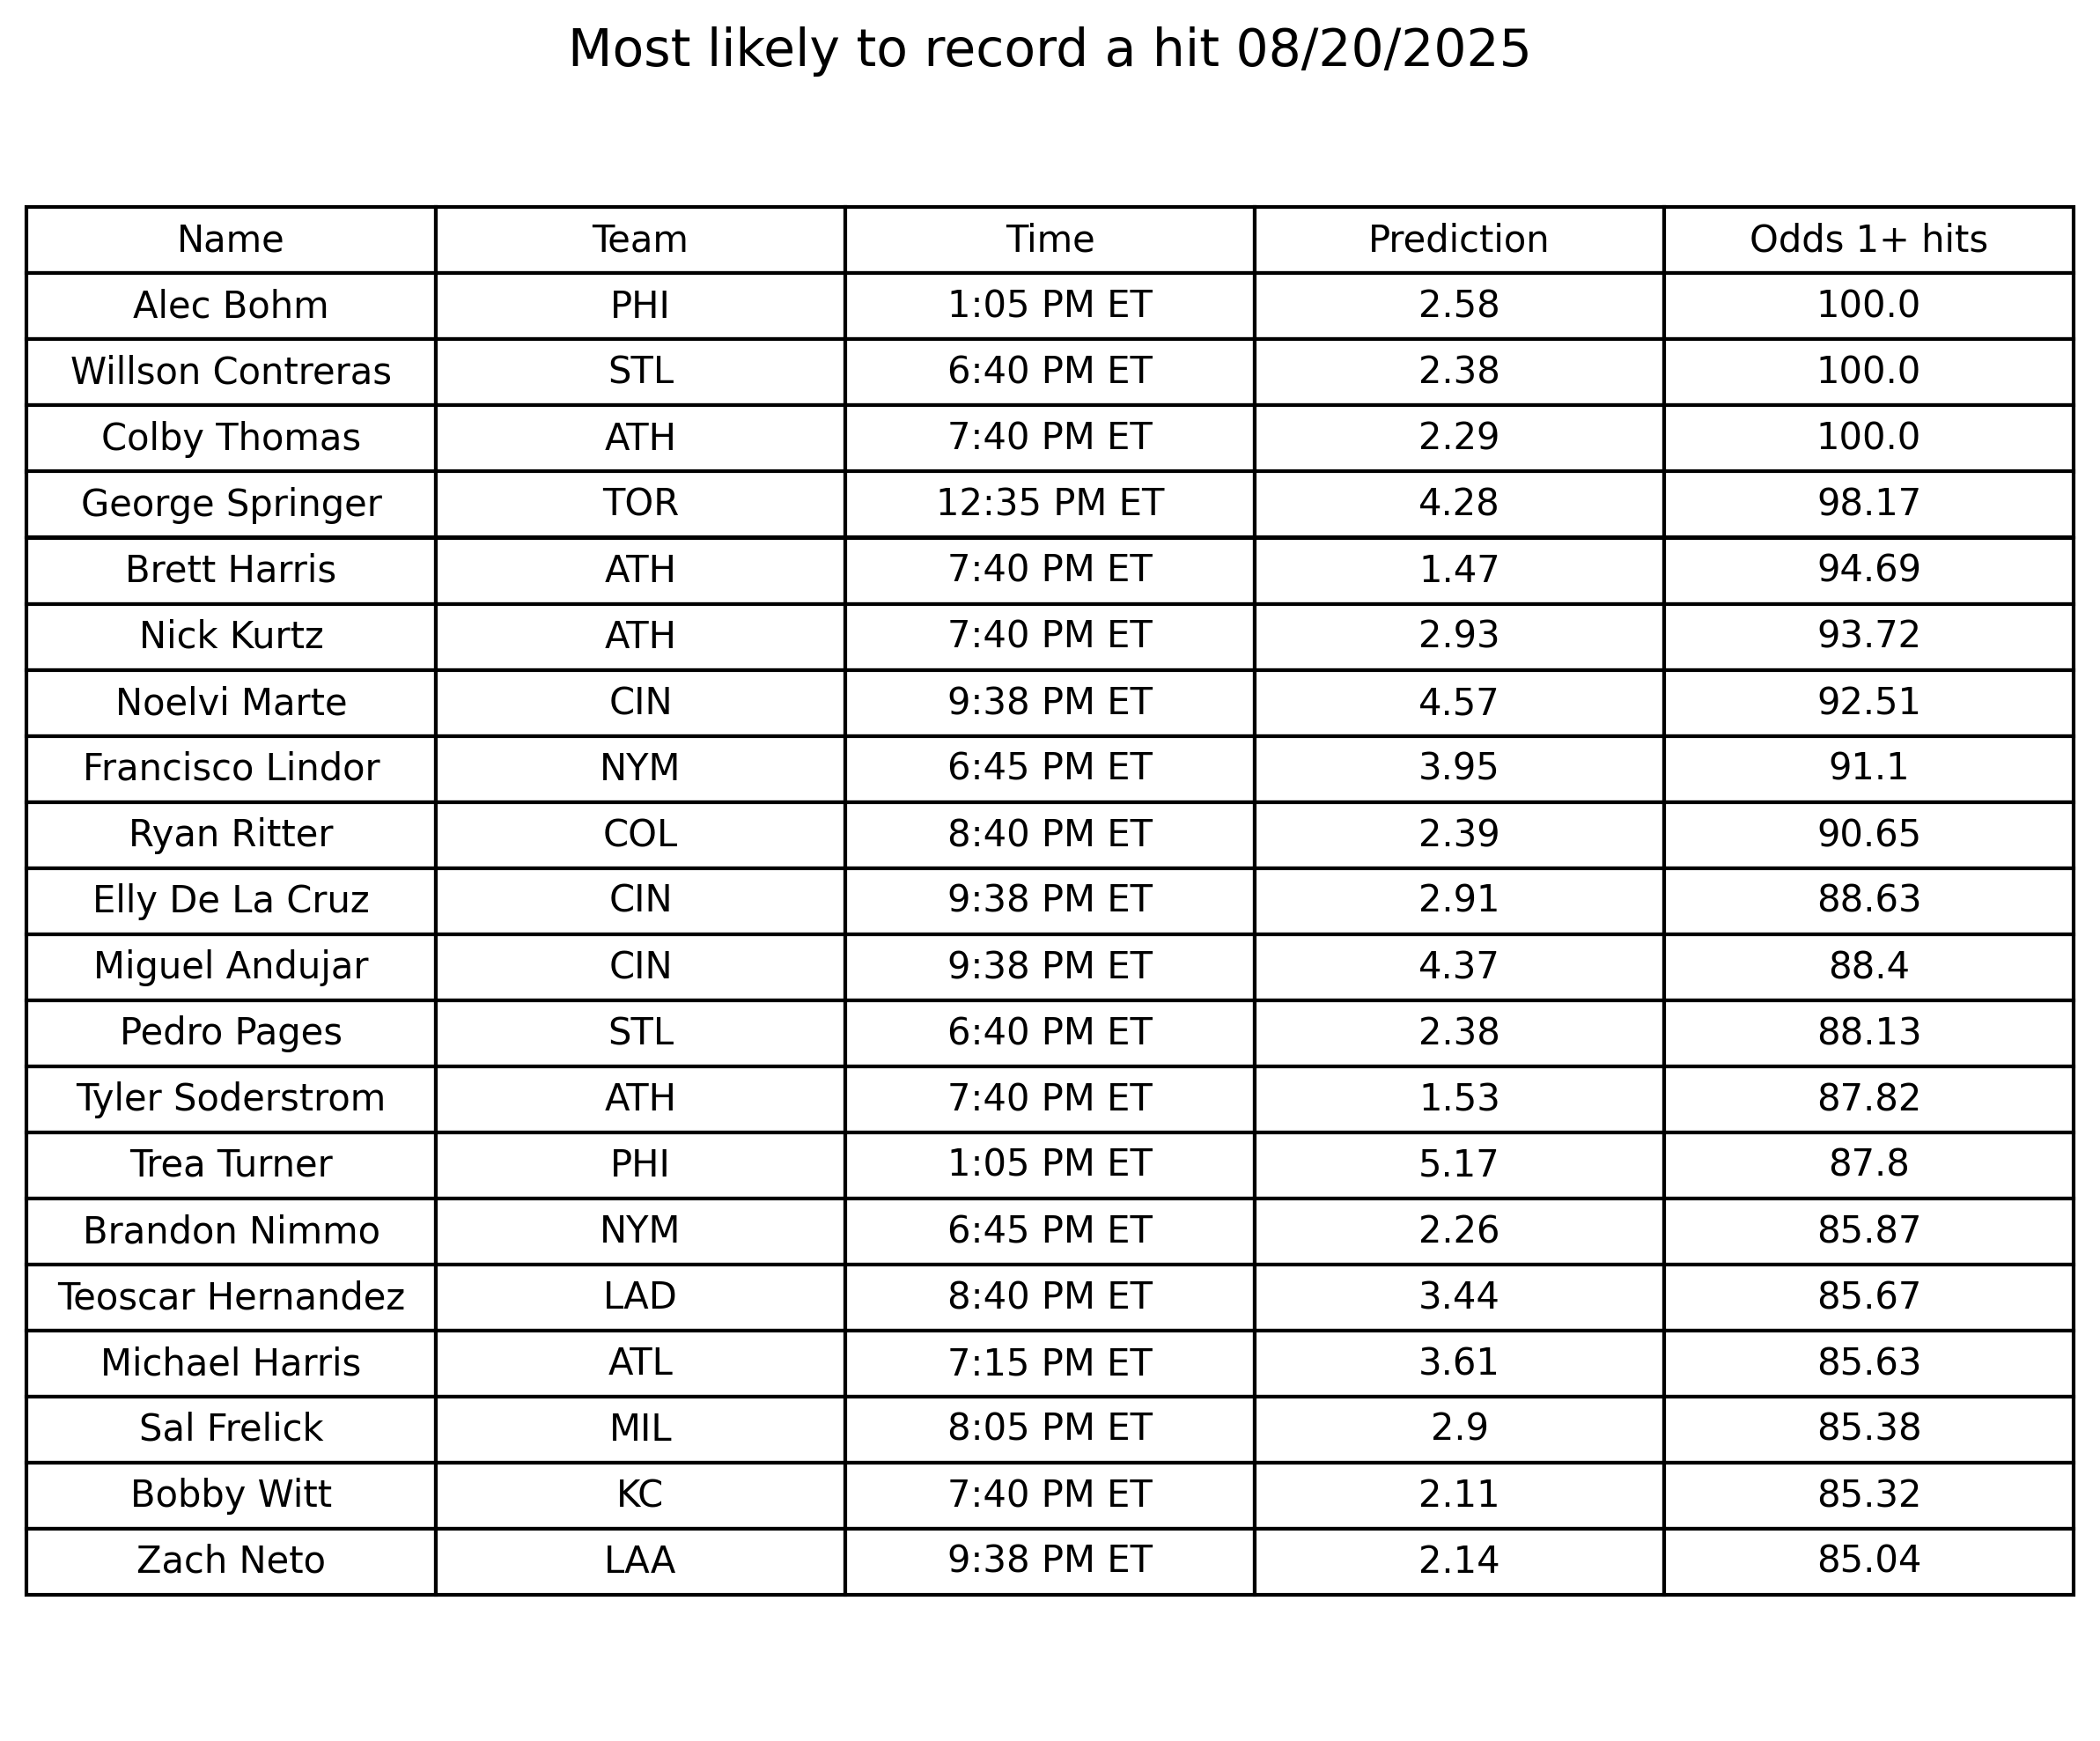 Most likely to record a hit 08/20/2025
Name Team Time Prediction Odds 1+ hits
Alec Bohm PHI 1:05 PM ET 2.58 100.0
Willson Contreras STL 6:40 PM ET 2.38 100.0
Colby Thomas ATH 7:40 PM ET 2.29 100.0
George Springer TOR 12:35 PM ET 4.28 98.17
Brett Harris ATH 7:40 PM ET 1.47 94.69
Nick Kurtz ATH 7:40 PM ET 2.93 93.72
Noelvi Marte CIN 9:38 PM ET 4.57 92.51
Francisco Lindor NYM 6:45 PM ET 3.95 91.1
Ryan Ritter COL 8:40 PM ET 2.39 90.65
Elly De La Cruz CIN 9:38 PM ET 2.91 88.63
Miguel Andujar CIN 9:38 PM ET 4.37 88.4
Pedro Pages STL 6:40 PM ET 2.38 88.13
Tyler Soderstrom ATH 7:40 PM ET 1.53 87.82
Trea Turner PHI 1:05 PM ET 5.17 87.8
Brandon Nimmo NYM 6:45 PM ET 2.26 85.87
Teoscar Hernandez LAD 8:40 PM ET 3.44 85.67
Michael Harris ATL 7:15 PM ET 3.61 85.63
Sal Frelick MIL 8:05 PM ET 2.9 85.38
Bobby Witt KC 7:40 PM ET 2.11 85.32
Zach Neto LAA 9:38 PM ET 2.14 85.04